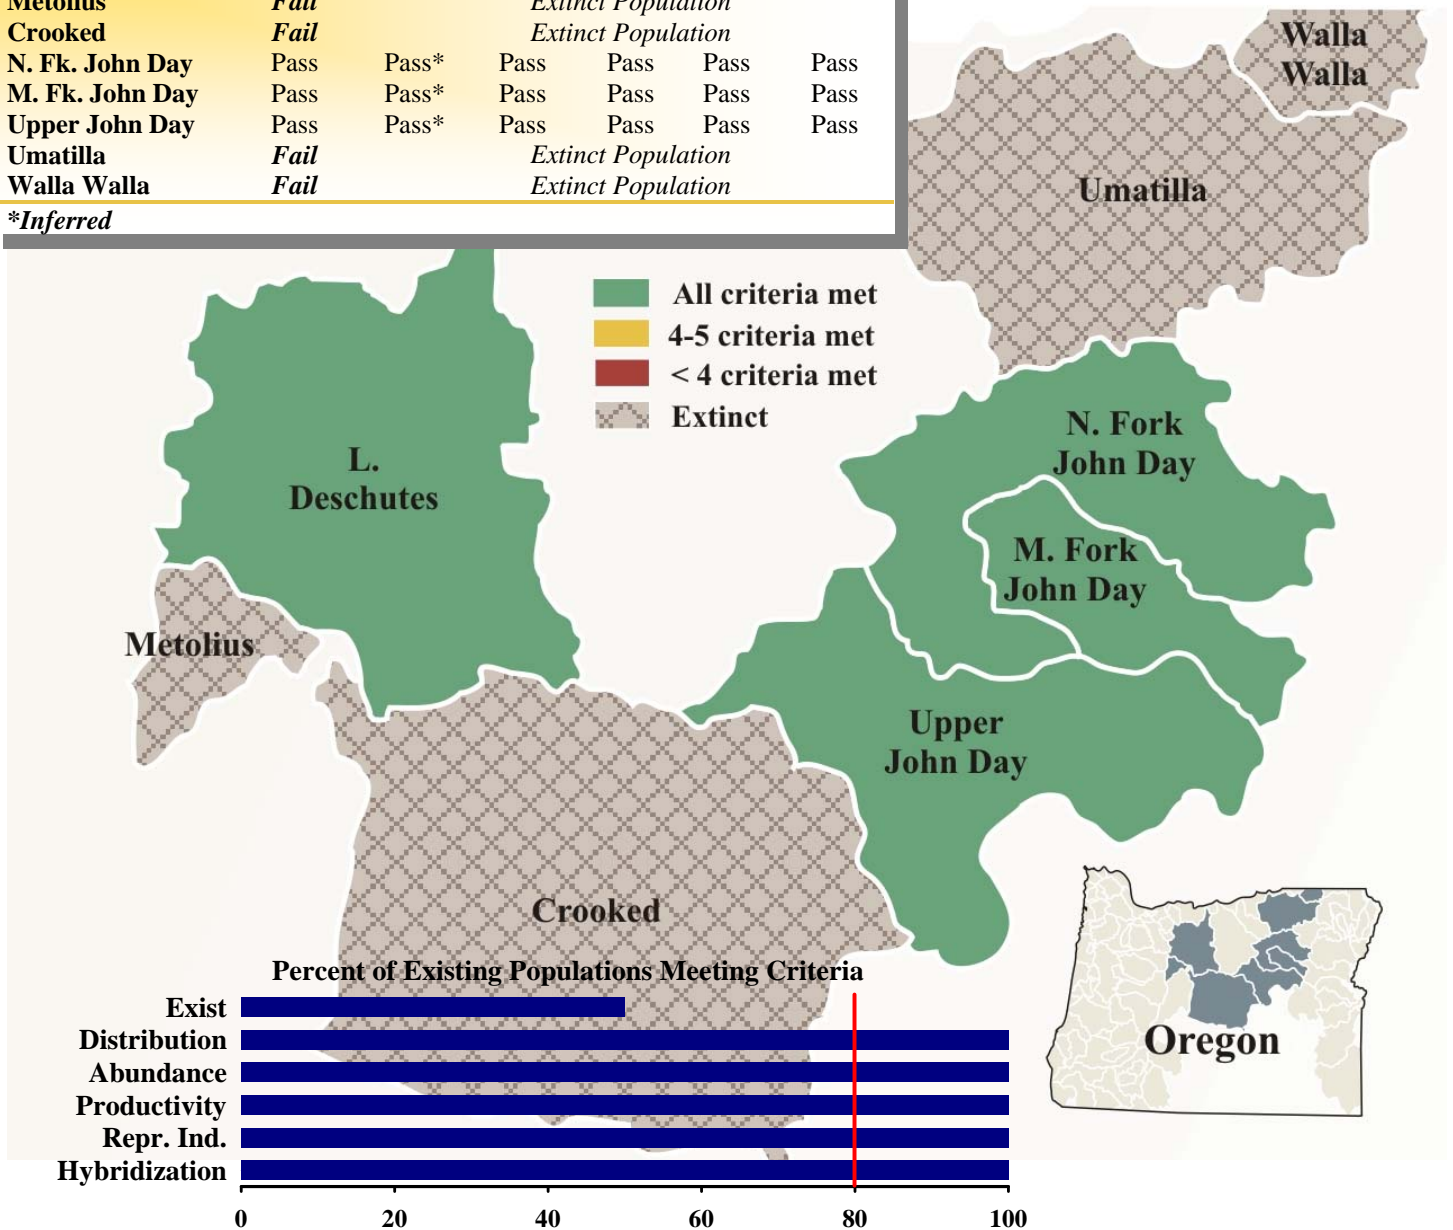 Metolius Fail Extinct Population
Crooked Fail Extinct Population
N. Fk. John Day Pass Pass* Pass Pass Pass Pass
M. Fk. John Day Pass Pass* Pass Pass Pass Pass
Upper John Day Pass Pass* Pass Pass Pass Pass
Umatilla Fail Extinct Population
Walla Walla Fail Extinct Population
*Inferred
Walla
Walla
Umatilla
All criteria met
4-5 criteria met
< 4 criteria met
Extinct
L.
Deschutes
N. Fork
John Day
M. Fork
John Day
Metolius
Upper
John Day
Crooked
Oregon
Percent of Existing Populations Meeting Criteria
Exist
Distribution
Abundance
Productivity
Repr. Ind.
Hybridization
0 20 40 60 80 100